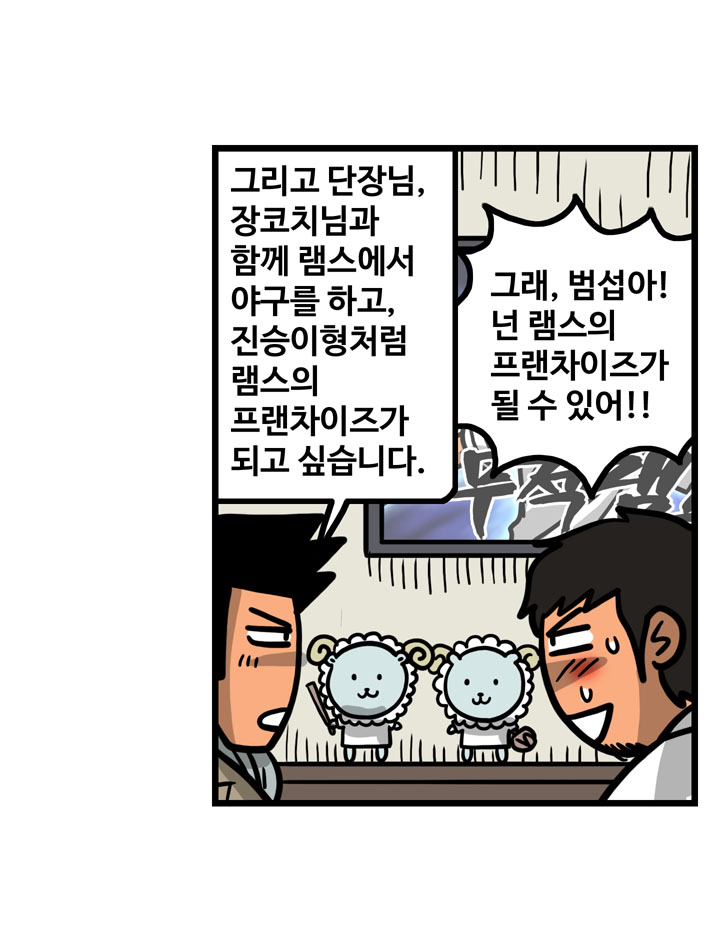 그리고 단장님,
장코치님과
함께 램스에서
야구를 하고,
진승이형처럼
램스의
프랜차이즈가
되고 싶습니다.
그래, 범섭아!
넌 램스의
프랜차이즈가
될 수 있어!!
무적램